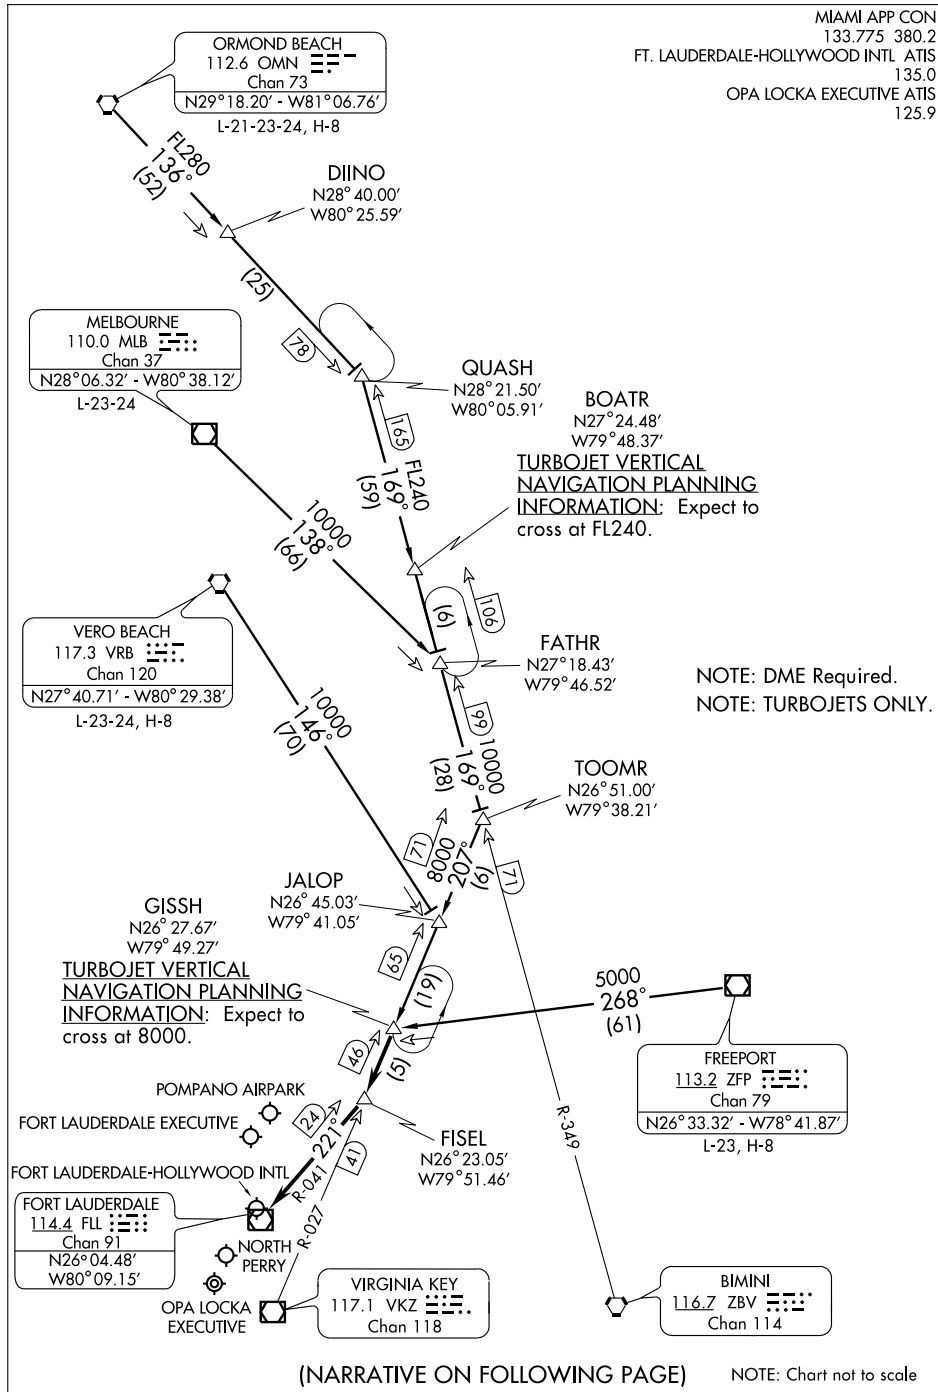 MIAMI APP CON
133.775 380.2
FT. LAUDERDALE-HOLLYWOOD INTL ATIS
135.0
OPA LOCKA EXECUTIVE ATIS
125.9
ORMOND BEACH
112.6 OMN
Chan 73
N29°18.20' - W81°06.76'
L-21-23-24, H-8
FL280
136°
(52)
DIINO
N28°40.00'
W80°25.59'
(25)
MELBOURNE
110.0 MLB
Chan 37
N28°06.32' - W80°38.12'
L-23-24
78
QUASH
N28°21.50'
W80°05.91'
BOATR
N27°24.48'
W79°48.37'
TURBOJET VERTICAL
NAVIGATION PLANNING
INFORMATION: Expect to
cross at FL240.
165
FL240
169°
(59)
10000
138°
(66)
VERO BEACH
117.3 VRB
Chan 120
N27°40.71' - W80°29.38'
L-23-24, H-8
(6)
106
FATHR
N27°18.43'
W79°46.52'
NOTE: DME Required.
NOTE: TURBOJETS ONLY.
10000
146°
(70)
99
10000
169°
(28)
TOOMR
N26°51.00'
W79°38.21'
71
8000
207°
(6)
71
JALOP
N26°45.03'
W79°41.05'
GISSH
N26°27.67'
W79°49.27'
TURBOJET VERTICAL
NAVIGATION PLANNING
INFORMATION: Expect to
cross at 8000.
65
(19)
5000
268°
(61)
46
(5)
FREEPORT
113.2 ZFP
Chan 79
N26°33.32' - W78°41.87'
L-23, H-8
POMPANO AIRPARK
FORT LAUDERDALE EXECUTIVE
24
221°
R-041
41
R-027
FISEL
N26°23.05'
W79°51.46'
R-349
FORT LAUDERDALE-HOLLYWOOD INTL
FORT LAUDERDALE
114.4 FLL
Chan 91
N26°04.48'
W80°09.15'
NORTH
PERRY
OPA LOCKA
EXECUTIVE
VIRGINIA KEY
117.1 VKZ
Chan 118
BIMINI
116.7 ZBV
Chan 114
(NARRATIVE ON FOLLOWING PAGE)
NOTE: Chart not to scale